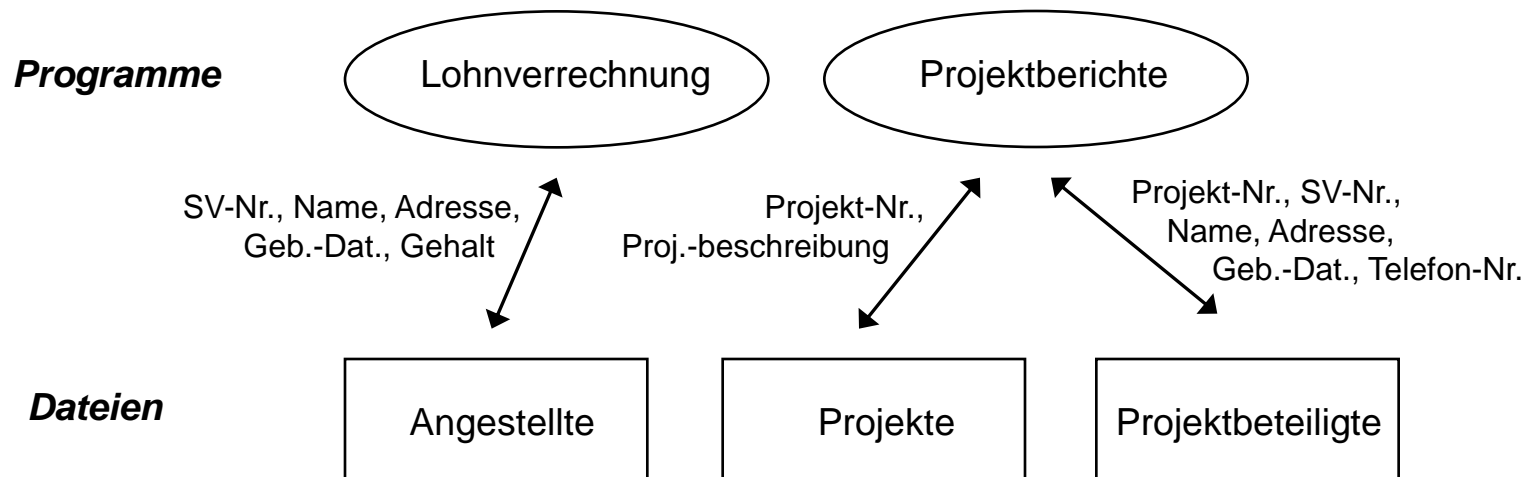 Programme
Lohnverrechnung
Projektberichte
SV-Nr., Name, Adresse,
Geb.-Dat., Gehalt
Projekt-Nr.,
Proj.-beschreibung
Projekt-Nr., SV-Nr.,
Name, Adresse,
Geb.-Dat., Telefon-Nr.
Dateien
Angestellte
Projekte
Projektbeteiligte